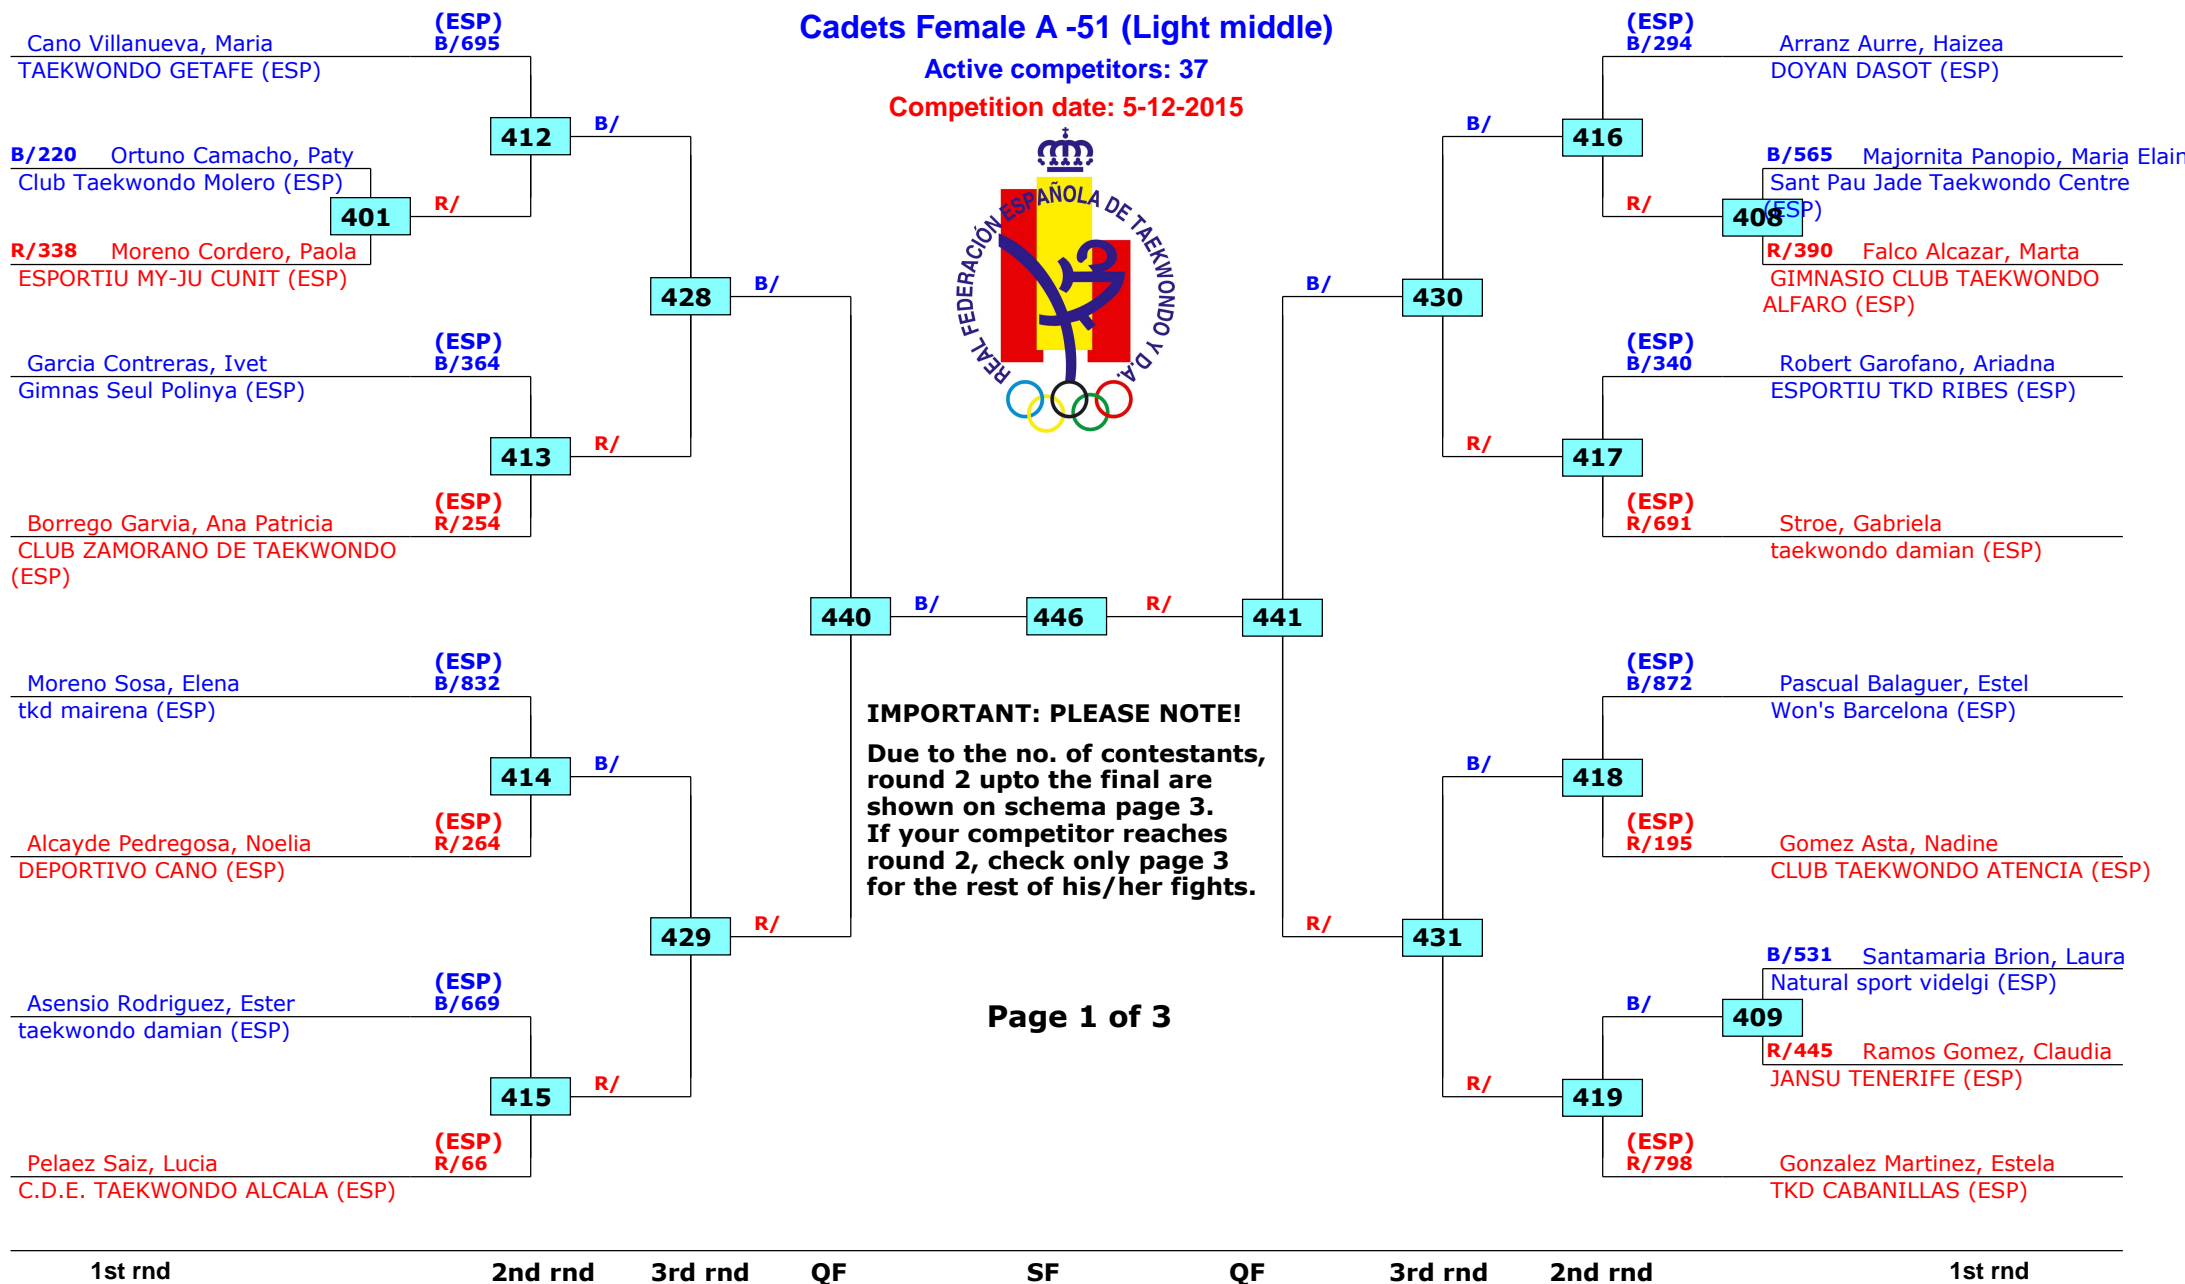 Cadets Female A -51 (Light middle)
Active competitors: 37
Competition date: 5-12-2015
REAL FEDERACIÓN ESPAÑOLA DE TAEKWONDO Y D.A.
(ESP)
Cano Villanueva, Maria B/695
TAEKWONDO GETAFE (ESP)
412
B/
B/220 Ortuno Camacho, Paty
Club Taekwondo Molero (ESP)
401
R/
R/338 Moreno Cordero, Paola
ESPORTIU MY-JU CUNIT (ESP)
428
B/
(ESP)
Garcia Contreras, Ivet B/364
Gimnas Seul Polinya (ESP)
413
R/
(ESP)
Borrego Garvia, Ana Patricia R/254
CLUB ZAMORANO DE TAEKWONDO
(ESP)
440
B/
446
R/
441
(ESP)
Moreno Sosa, Elena B/832
tkd mairena (ESP)
414
B/
(ESP)
Alcayde Pedregosa, Noelia R/264
DEPORTIVO CANO (ESP)
429
R/
(ESP)
Asensio Rodriguez, Ester B/669
taekwondo damian (ESP)
415
R/
(ESP)
Pelaez Saiz, Lucia R/66
C.D.E. TAEKWONDO ALCALA (ESP)
IMPORTANT: PLEASE NOTE!
Due to the no. of contestants,
round 2 upto the final are
shown on schema page 3.
If your competitor reaches
round 2, check only page 3
for the rest of his/her fights.
Page 1 of 3
(ESP)
B/294 Arranz Aurre, Haizea
DOYAN DASOT (ESP)
B/
416
B/565 Majornita Panopio, Maria Elain
Sant Pau Jade Taekwondo Centre
(ESP)
R/
408
R/390 Falco Alcazar, Marta
GIMNASIO CLUB TAEKWONDO
ALFARO (ESP)
B/
430
(ESP)
B/340 Robert Garofano, Ariadna
ESPORTIU TKD RIBES (ESP)
R/
417
(ESP)
R/691 Stroe, Gabriela
taekwondo damian (ESP)
(ESP)
B/872 Pascual Balaguer, Estel
Won's Barcelona (ESP)
B/
418
(ESP)
R/195 Gomez Asta, Nadine
CLUB TAEKWONDO ATENCIA (ESP)
R/
431
B/531 Santamaria Brion, Laura
Natural sport videlgi (ESP)
B/
409
R/445 Ramos Gomez, Claudia
JANSU TENERIFE (ESP)
R/
419
(ESP)
R/798 Gonzalez Martinez, Estela
TKD CABANILLAS (ESP)
1st rnd 2nd rnd 3rd rnd QF SF QF 3rd rnd 2nd rnd 1st rnd